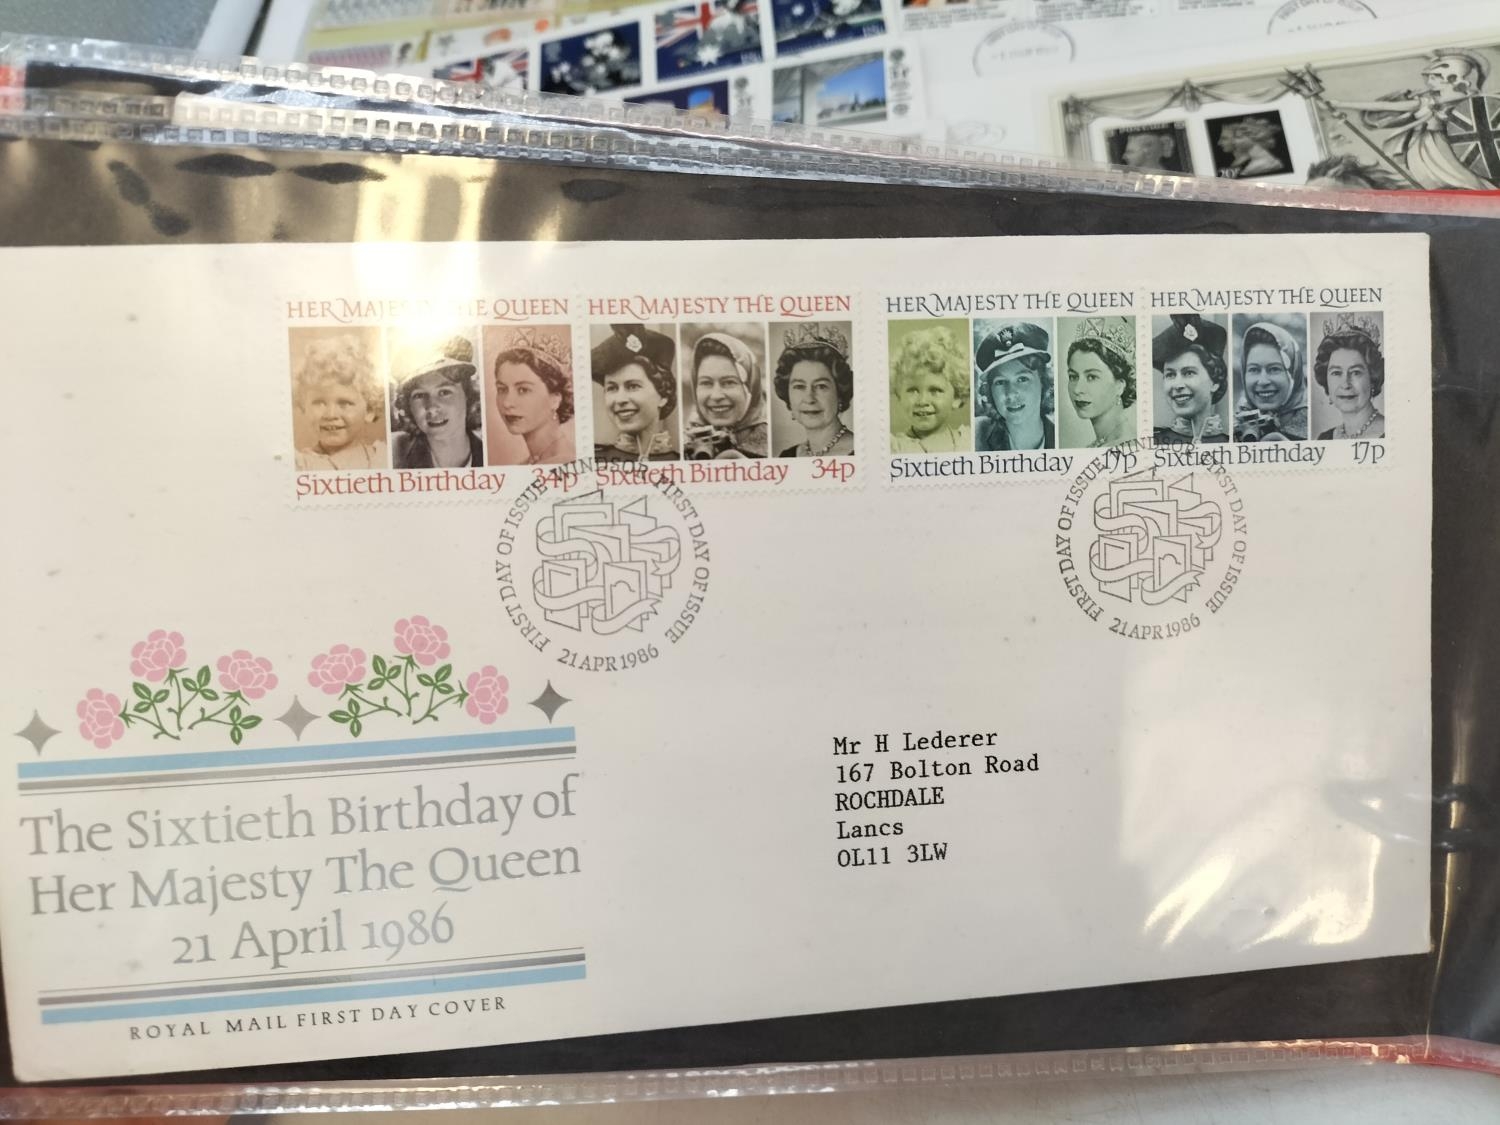 HER MAJESTY THE QUEEN
Sixtieth Birthday 34p
HER MAJESTY THE QUEEN
Sixtieth Birthday 34p
HER MAJESTY THE QUEEN
Sixtieth Birthday 17p
HER MAJESTY THE QUEEN
Sixtieth Birthday 17p
FIRST DAY OF ISSUE WINDSOR FIRST DAY OF ISSUE
21 APR 1986
FIRST DAY OF ISSUE WINDSOR FIRST DAY OF ISSUE
21 APR 1986
The Sixtieth Birthday of
Her Majesty The Queen
21 April 1986
ROYAL MAIL FIRST DAY COVER
Mr H Lederer
167 Bolton Road
ROCHDALE
Lancs
OL11 3LW